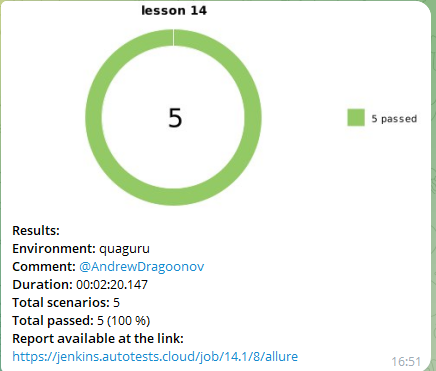 lesson 14
5
5 passed
Results:
Environment: quaguru
Comment: @AndrewDragoonov
Duration: 00:02:20.147
Total scenarios: 5
Total passed: 5 (100 %)
Report available at the link:
https://jenkins.autotests.cloud/job/14.1/8/allure
16:51